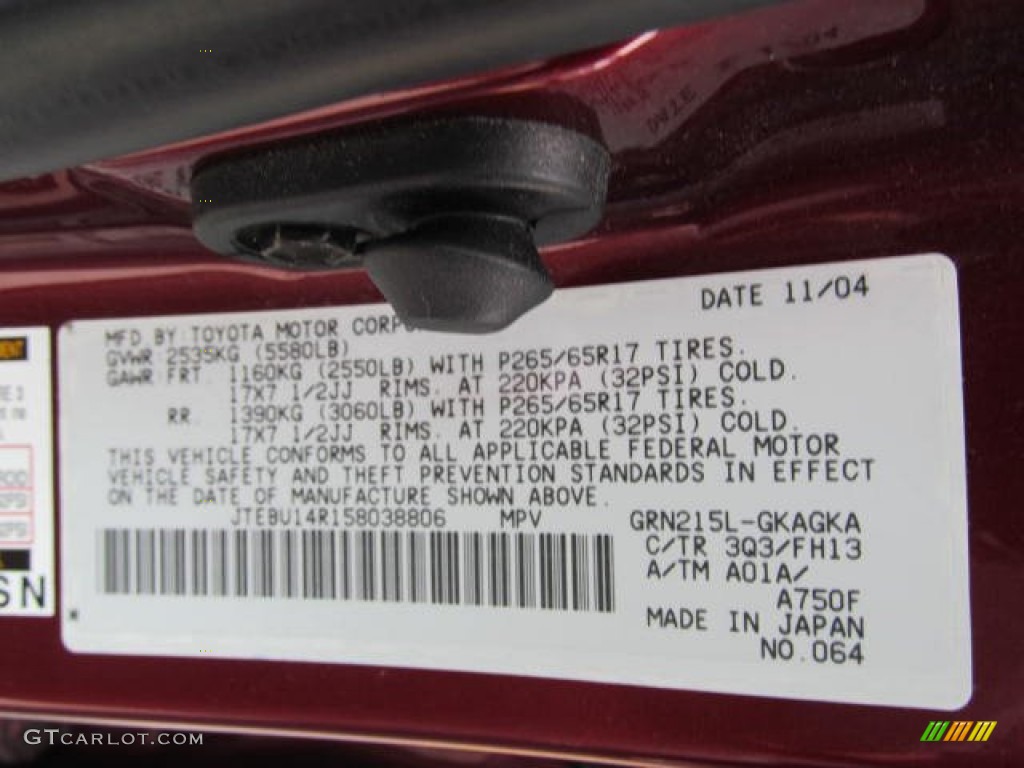 DATE 11/04
MFD. BY: TOYOTA MOTOR
GVWR: 2535KG (5580LB)
GAWR: FRT. 1160KG (2550LB) WITH P265/65R17 TIRES.
17X7 1/2JJ RIMS. AT 220KPA (32PSI) COLD.
RR. 1390KG (3060LB) WITH P265/65R17 TIRES.
17X7 1/2JJ RIMS. AT 220KPA (32PSI) COLD.
THIS VEHICLE CONFORMS TO ALL APPLICABLE FEDERAL MOTOR
VEHICLE SAFETY AND THEFT PREVENTION STANDARDS IN EFFECT
ON THE DATE OF MANUFACTURE SHOWN ABOVE.
JTEBU14R158038806 MPV GRN215L-GKAGKA
C/TR 3Q3/FH13
A/TM A01A/
A750F
MADE IN JAPAN
NO.064
SN
GTCARLOT.COM